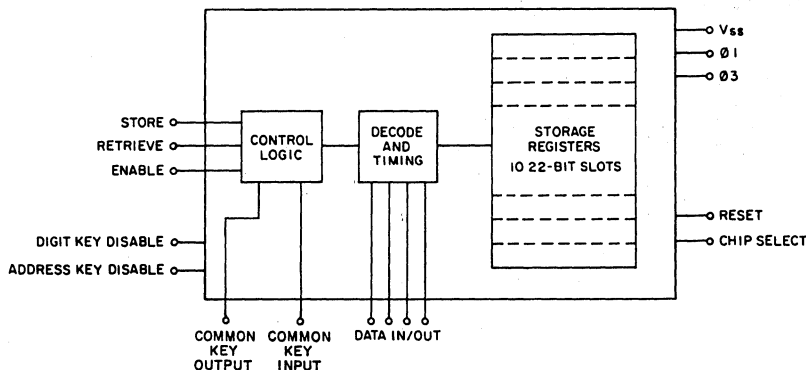 VSS
Ø1
Ø3
STORE
RETRIEVE
ENABLE
CONTROL
LOGIC
DECODE
AND
TIMING
STORAGE
REGISTERS
10 22-BIT SLOTS
DIGIT KEY DISABLE
ADDRESS KEY DISABLE
RESET
CHIP SELECT
COMMON
KEY
OUTPUT
COMMON
KEY
INPUT
DATA IN/OUT